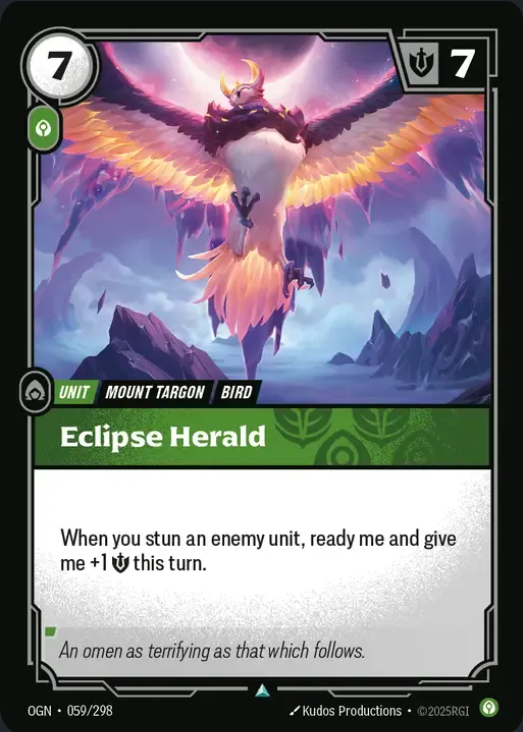 7
7
UNIT MOUNT TARGON BIRD
Eclipse Herald
When you stun an enemy unit, ready me and give
me +1 this turn.
An omen as terrifying as that which follows.
OGN • 059/298
Kudos Productions • ©2025RGI